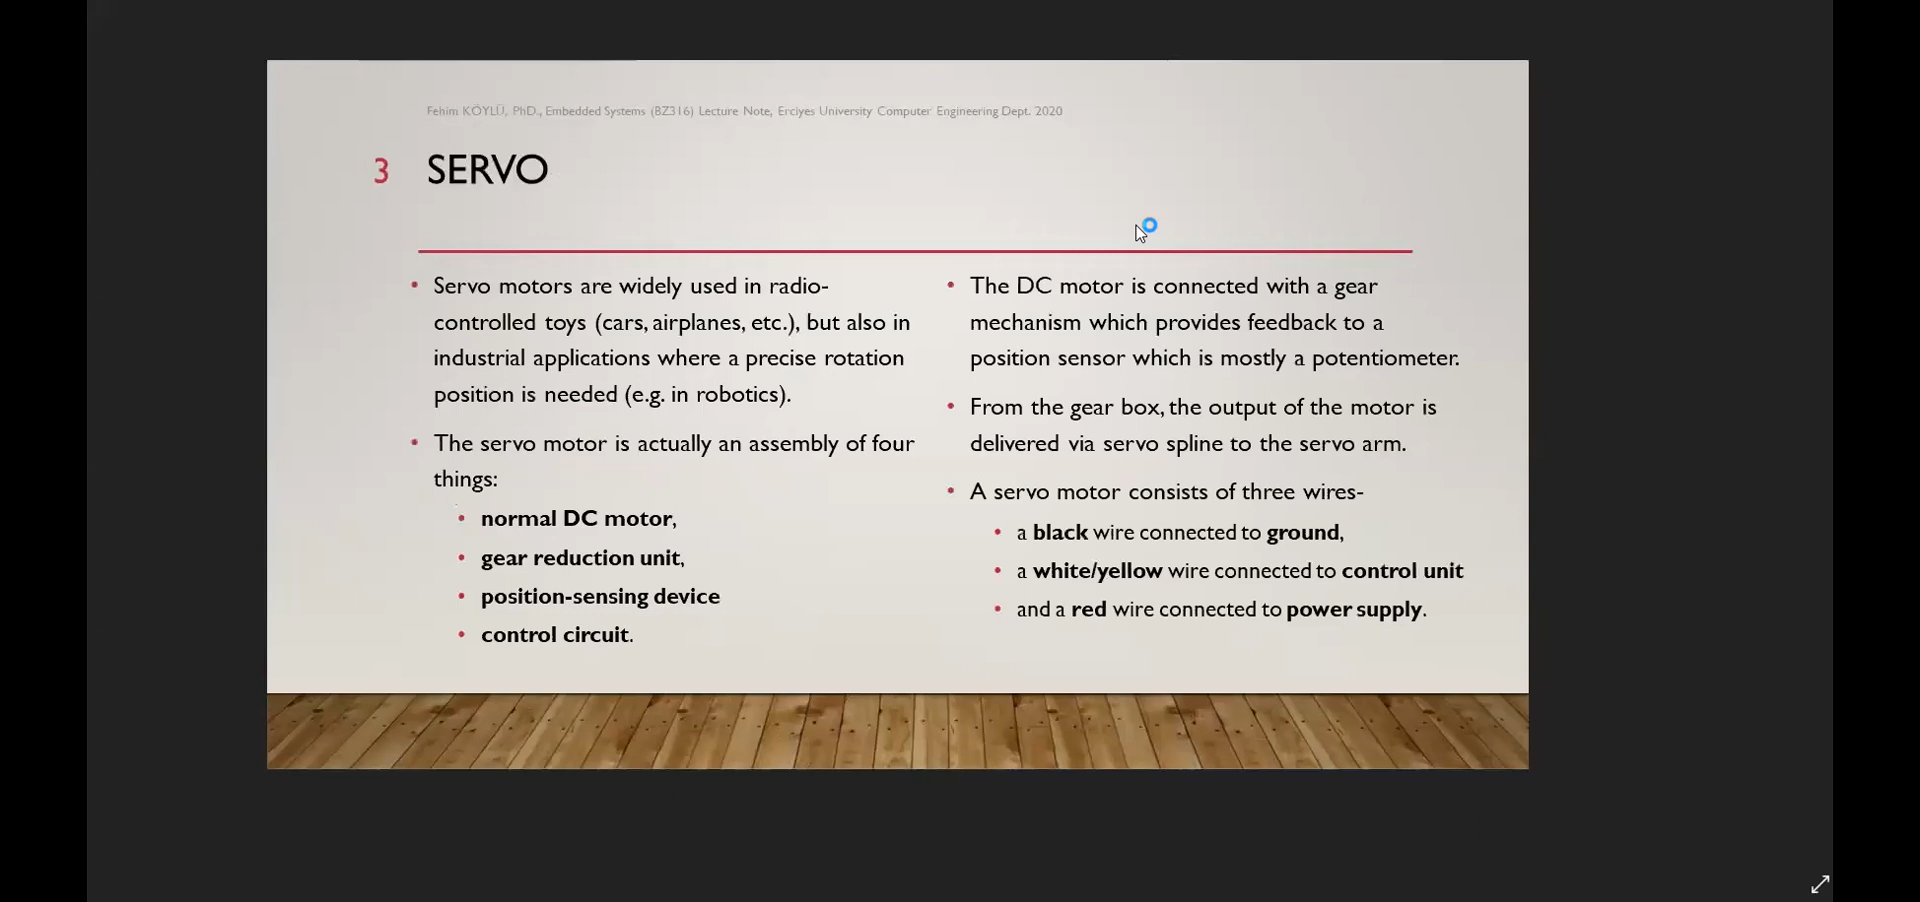 Fehim KÖYLÜ, PhD., Embedded Systems (BZ316) Lecture Note, Erciyes University Computer Engineering Dept. 2020
3 SERVO
Servo motors are widely used in radio-
controlled toys (cars, airplanes, etc.), but also in
industrial applications where a precise rotation
position is needed (e.g. in robotics).
The servo motor is actually an assembly of four
things:
normal DC motor,
gear reduction unit,
position-sensing device
control circuit.
The DC motor is connected with a gear
mechanism which provides feedback to a
position sensor which is mostly a potentiometer.
From the gear box, the output of the motor is
delivered via servo spline to the servo arm.
A servo motor consists of three wires-
a black wire connected to ground,
a white/yellow wire connected to control unit
and a red wire connected to power supply.